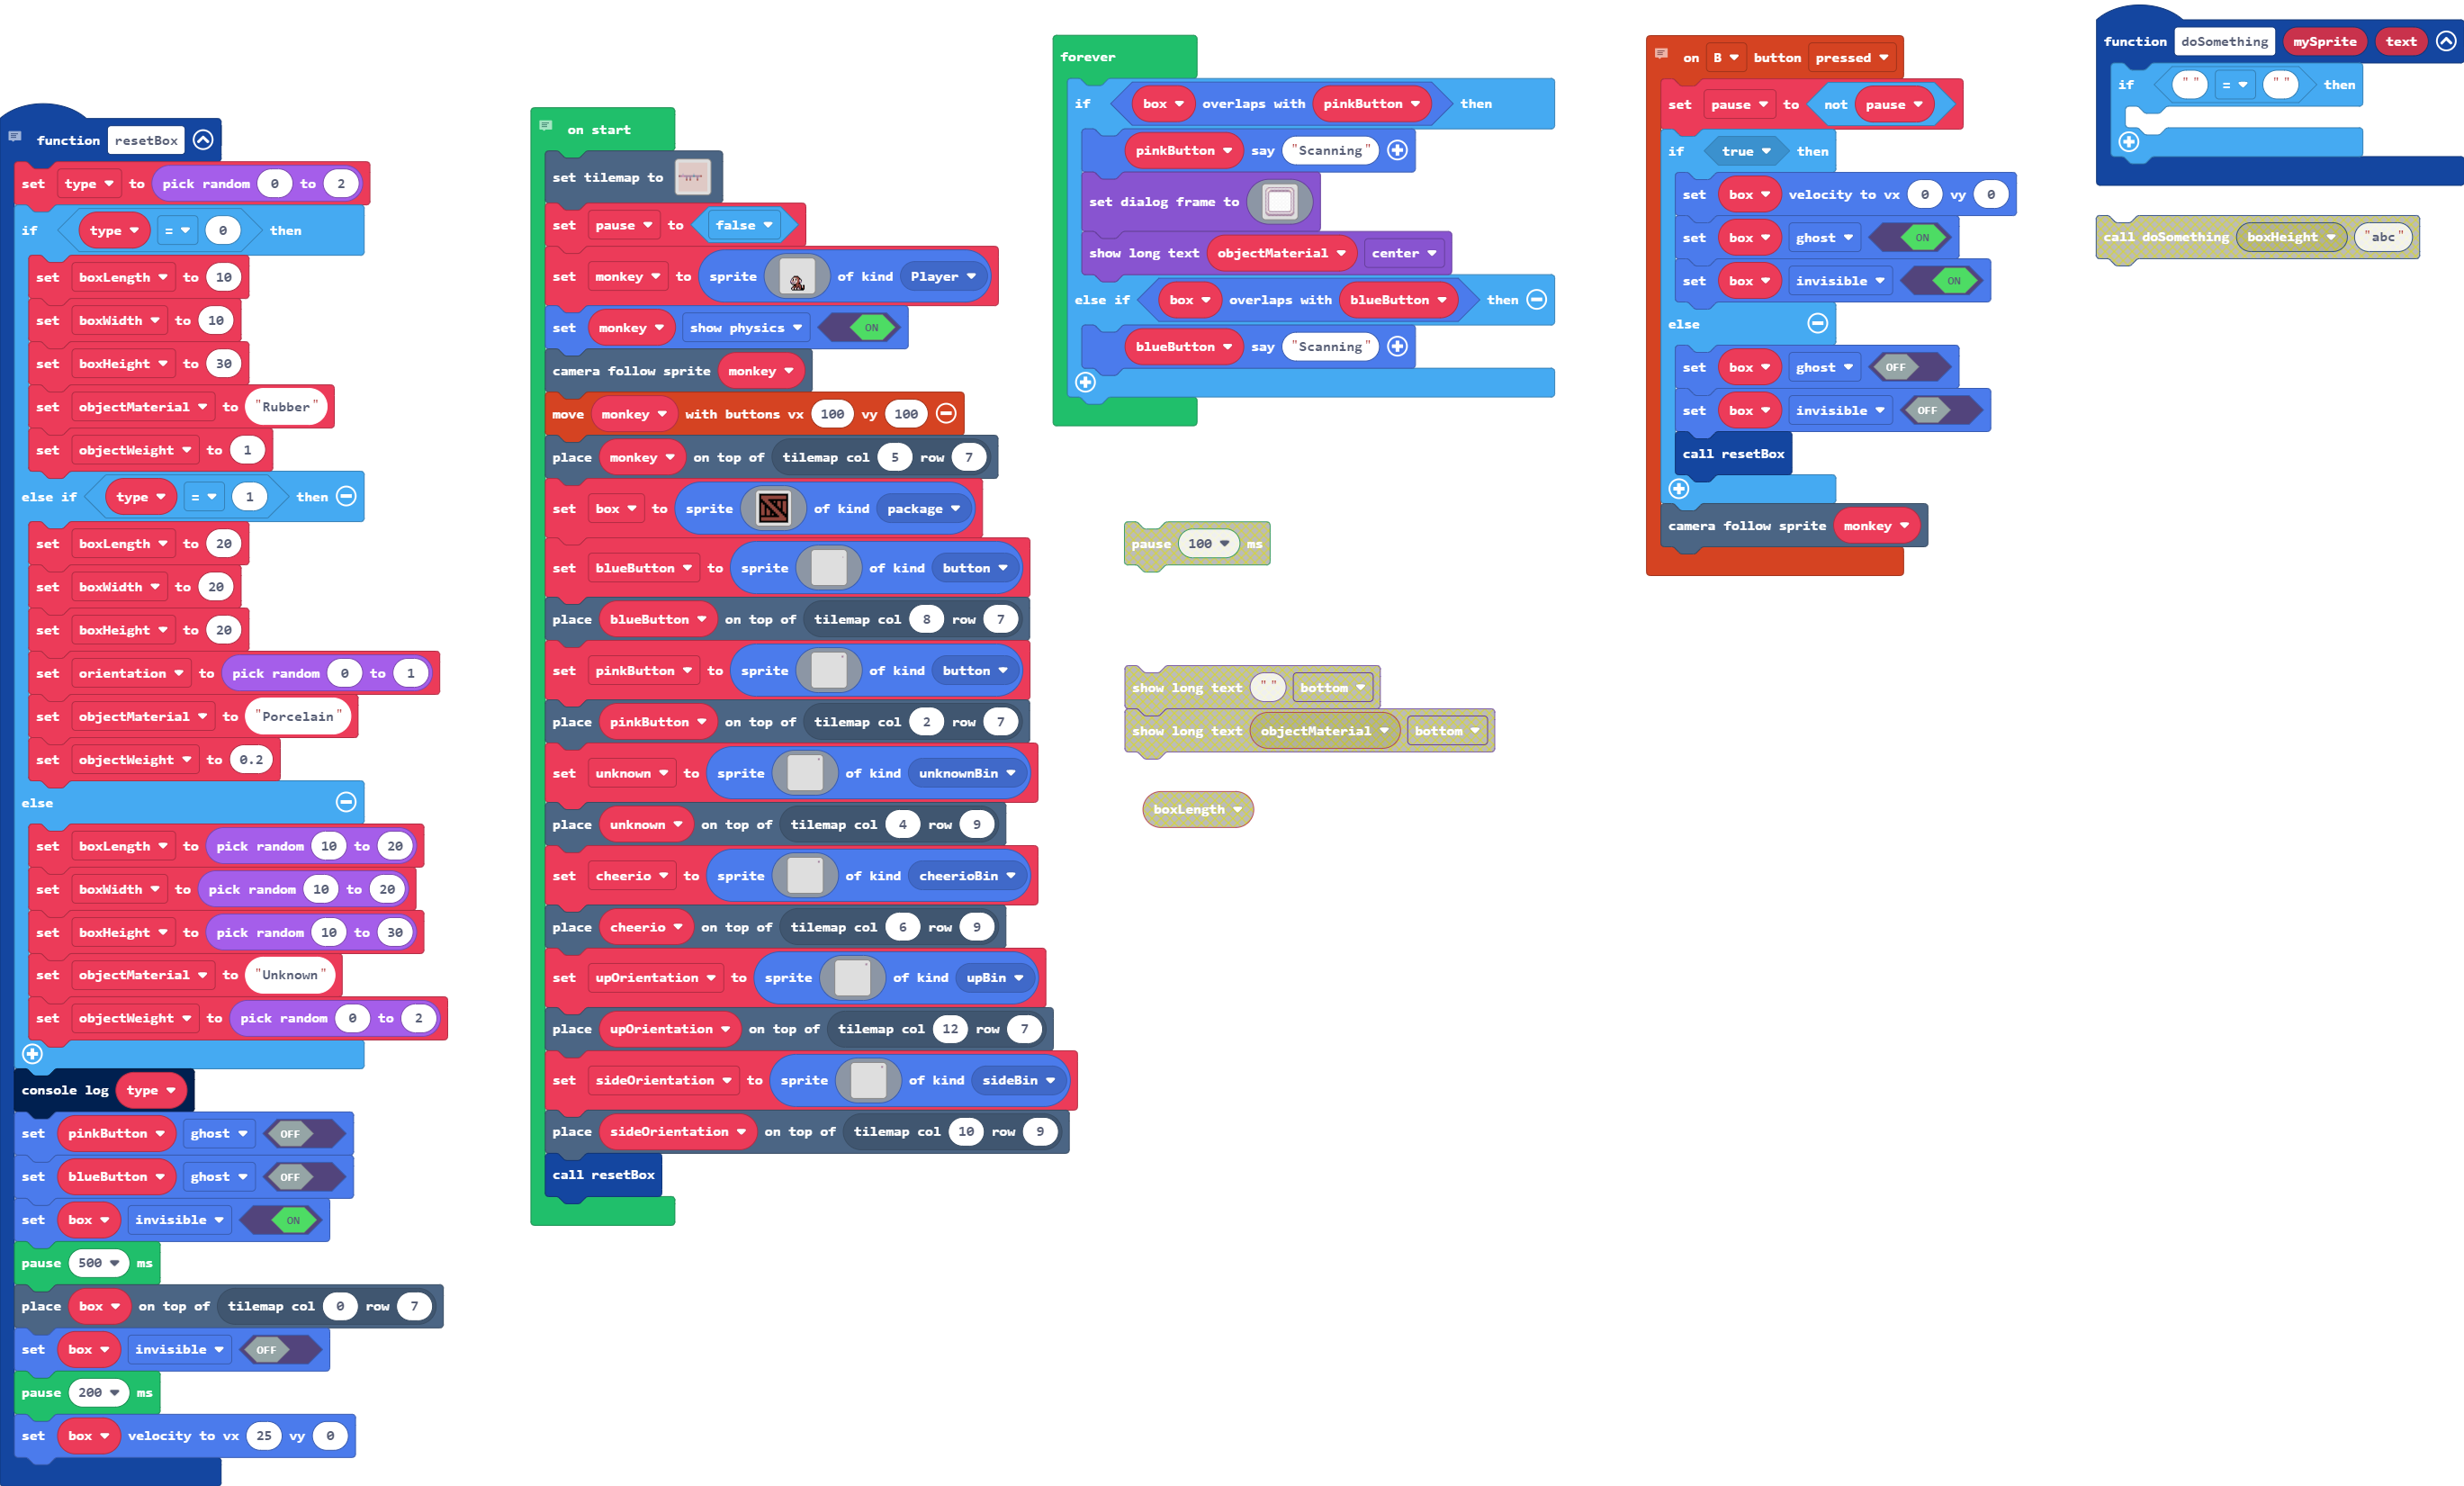 function resetBox
set type to pick random 0 to 2
if type = 0 then
set boxLength to 10
set boxWidth to 10
set boxHeight to 30
set objectMaterial to "Rubber"
set objectWeight to 1
else if type = 1 then
set boxLength to 20
set boxWidth to 20
set boxHeight to 20
set orientation to pick random 0 to 1
set objectMaterial to "Porcelain"
set objectWeight to 0.2
else
set boxLength to pick random 10 to 20
set boxWidth to pick random 10 to 20
set boxHeight to pick random 10 to 30
set objectMaterial to "Unknown"
set objectWeight to pick random 0 to 2
console log type
set pinkButton ghost OFF
set blueButton ghost OFF
set box invisible ON
pause 500 ms
place box on top of tilemap col 0 row 7
set box invisible OFF
pause 200 ms
set box velocity to vx 25 vy 0
on start
set tilemap to
set pause to false
set monkey to sprite of kind Player
set monkey show physics ON
camera follow sprite monkey
move monkey with buttons vx 100 vy 100
place monkey on top of tilemap col 5 row 7
set box to sprite of kind package
set blueButton to sprite of kind button
place blueButton on top of tilemap col 8 row 7
set pinkButton to sprite of kind button
place pinkButton on top of tilemap col 2 row 7
set unknown to sprite of kind unknownBin
place unknown on top of tilemap col 4 row 9
set cheerio to sprite of kind cheerioBin
place cheerio on top of tilemap col 6 row 9
set upOrientation to sprite of kind upBin
place upOrientation on top of tilemap col 12 row 7
set sideOrientation to sprite of kind sideBin
place sideOrientation on top of tilemap col 10 row 9
call resetBox
forever
if box overlaps with pinkButton then
pinkButton say "Scanning"
set dialog frame to
show long text objectMaterial center
else if box overlaps with blueButton then
blueButton say "Scanning"
pause 100 ms
show long text "" bottom
show long text objectMaterial bottom
boxLength
on B button pressed
set pause to not pause
if true then
set box velocity to vx 0 vy 0
set box ghost ON
set box invisible ON
else
set box ghost OFF
set box invisible OFF
call resetBox
camera follow sprite monkey
function doSomething mySprite text
if "" = "" then
call doSomething boxHeight "abc"